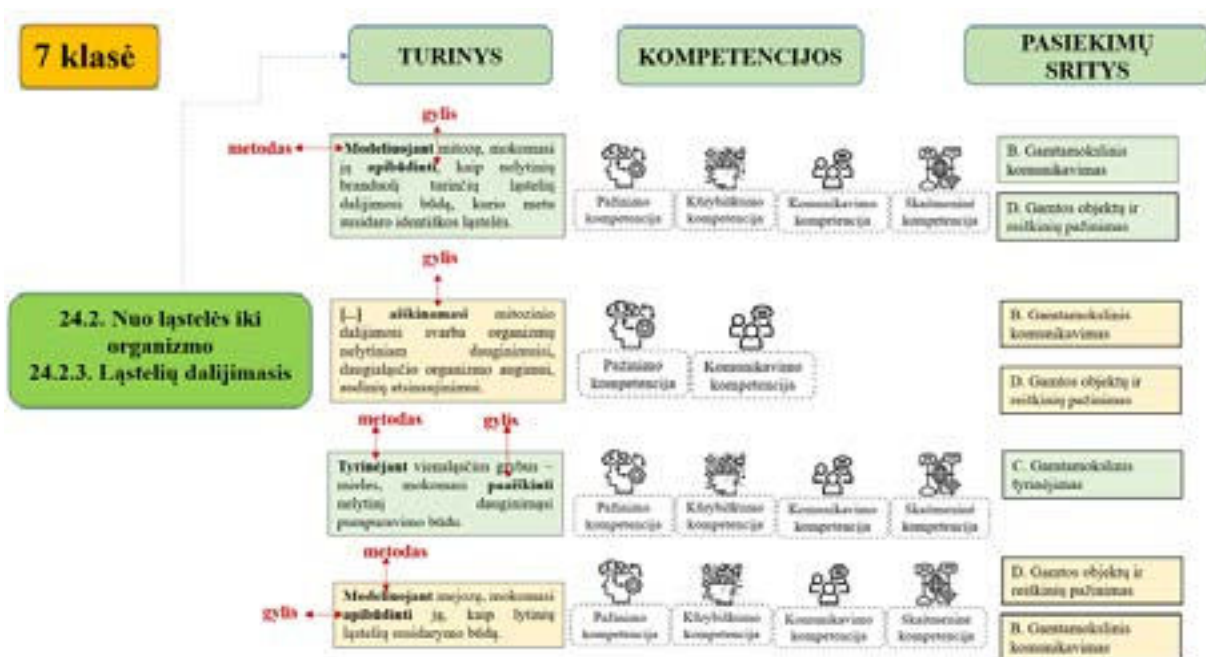 7 klasė
TURINYS
KOMPETENCIJOS
PASIEKIMŲ
SRITYS
gylis
metodas
Modeliuojant mitozę, mokomasi
ją apibūdinti, kaip nelytinių
branduolį turinčių ląstelių
dalijimosi būdą, kurio metu
susidaro identiškos ląstelės.
Pažinimo
kompetencija
Kūrybiškumo
kompetencija
Komunikavimo
kompetencija
Skaitmeninė
kompetencija
B. Gamtamokslinis
komunikavimas
D. Gamtos objektų ir
reiškinių pažinimas
gylis
24.2. Nuo ląstelės iki
organizmo
24.2.3. Ląstelių dalijimasis
[...] aiškinamasi mitozinio
dalijimosi svarba organizmų
nelytiniam dauginimuisi,
daugialąsčio organizmo augimui,
audinių atsinaujinimui.
Pažinimo
kompetencija
Komunikavimo
kompetencija
B. Gamtamokslinis
komunikavimas
D. Gamtos objektų ir
reiškinių pažinimas
metodas
gylis
Tyrinėjant vienaląsčius grybus –
mieles, mokomasi paaiškinti
nelytinį dauginimąsi
pumpuravimo būdu.
Pažinimo
kompetencija
Kūrybiškumo
kompetencija
Komunikavimo
kompetencija
Skaitmeninė
kompetencija
C. Gamtamokslinis
tyrinėjimas
metodas
gylis
Modeliuojant mejozę, mokomasi
apibūdinti ją, kaip lytinių
ląstelių susidarymo būdą.
Pažinimo
kompetencija
Kūrybiškumo
kompetencija
Komunikavimo
kompetencija
Skaitmeninė
kompetencija
D. Gamtos objektų ir
reiškinių pažinimas
B. Gamtamokslinis
komunikavimas